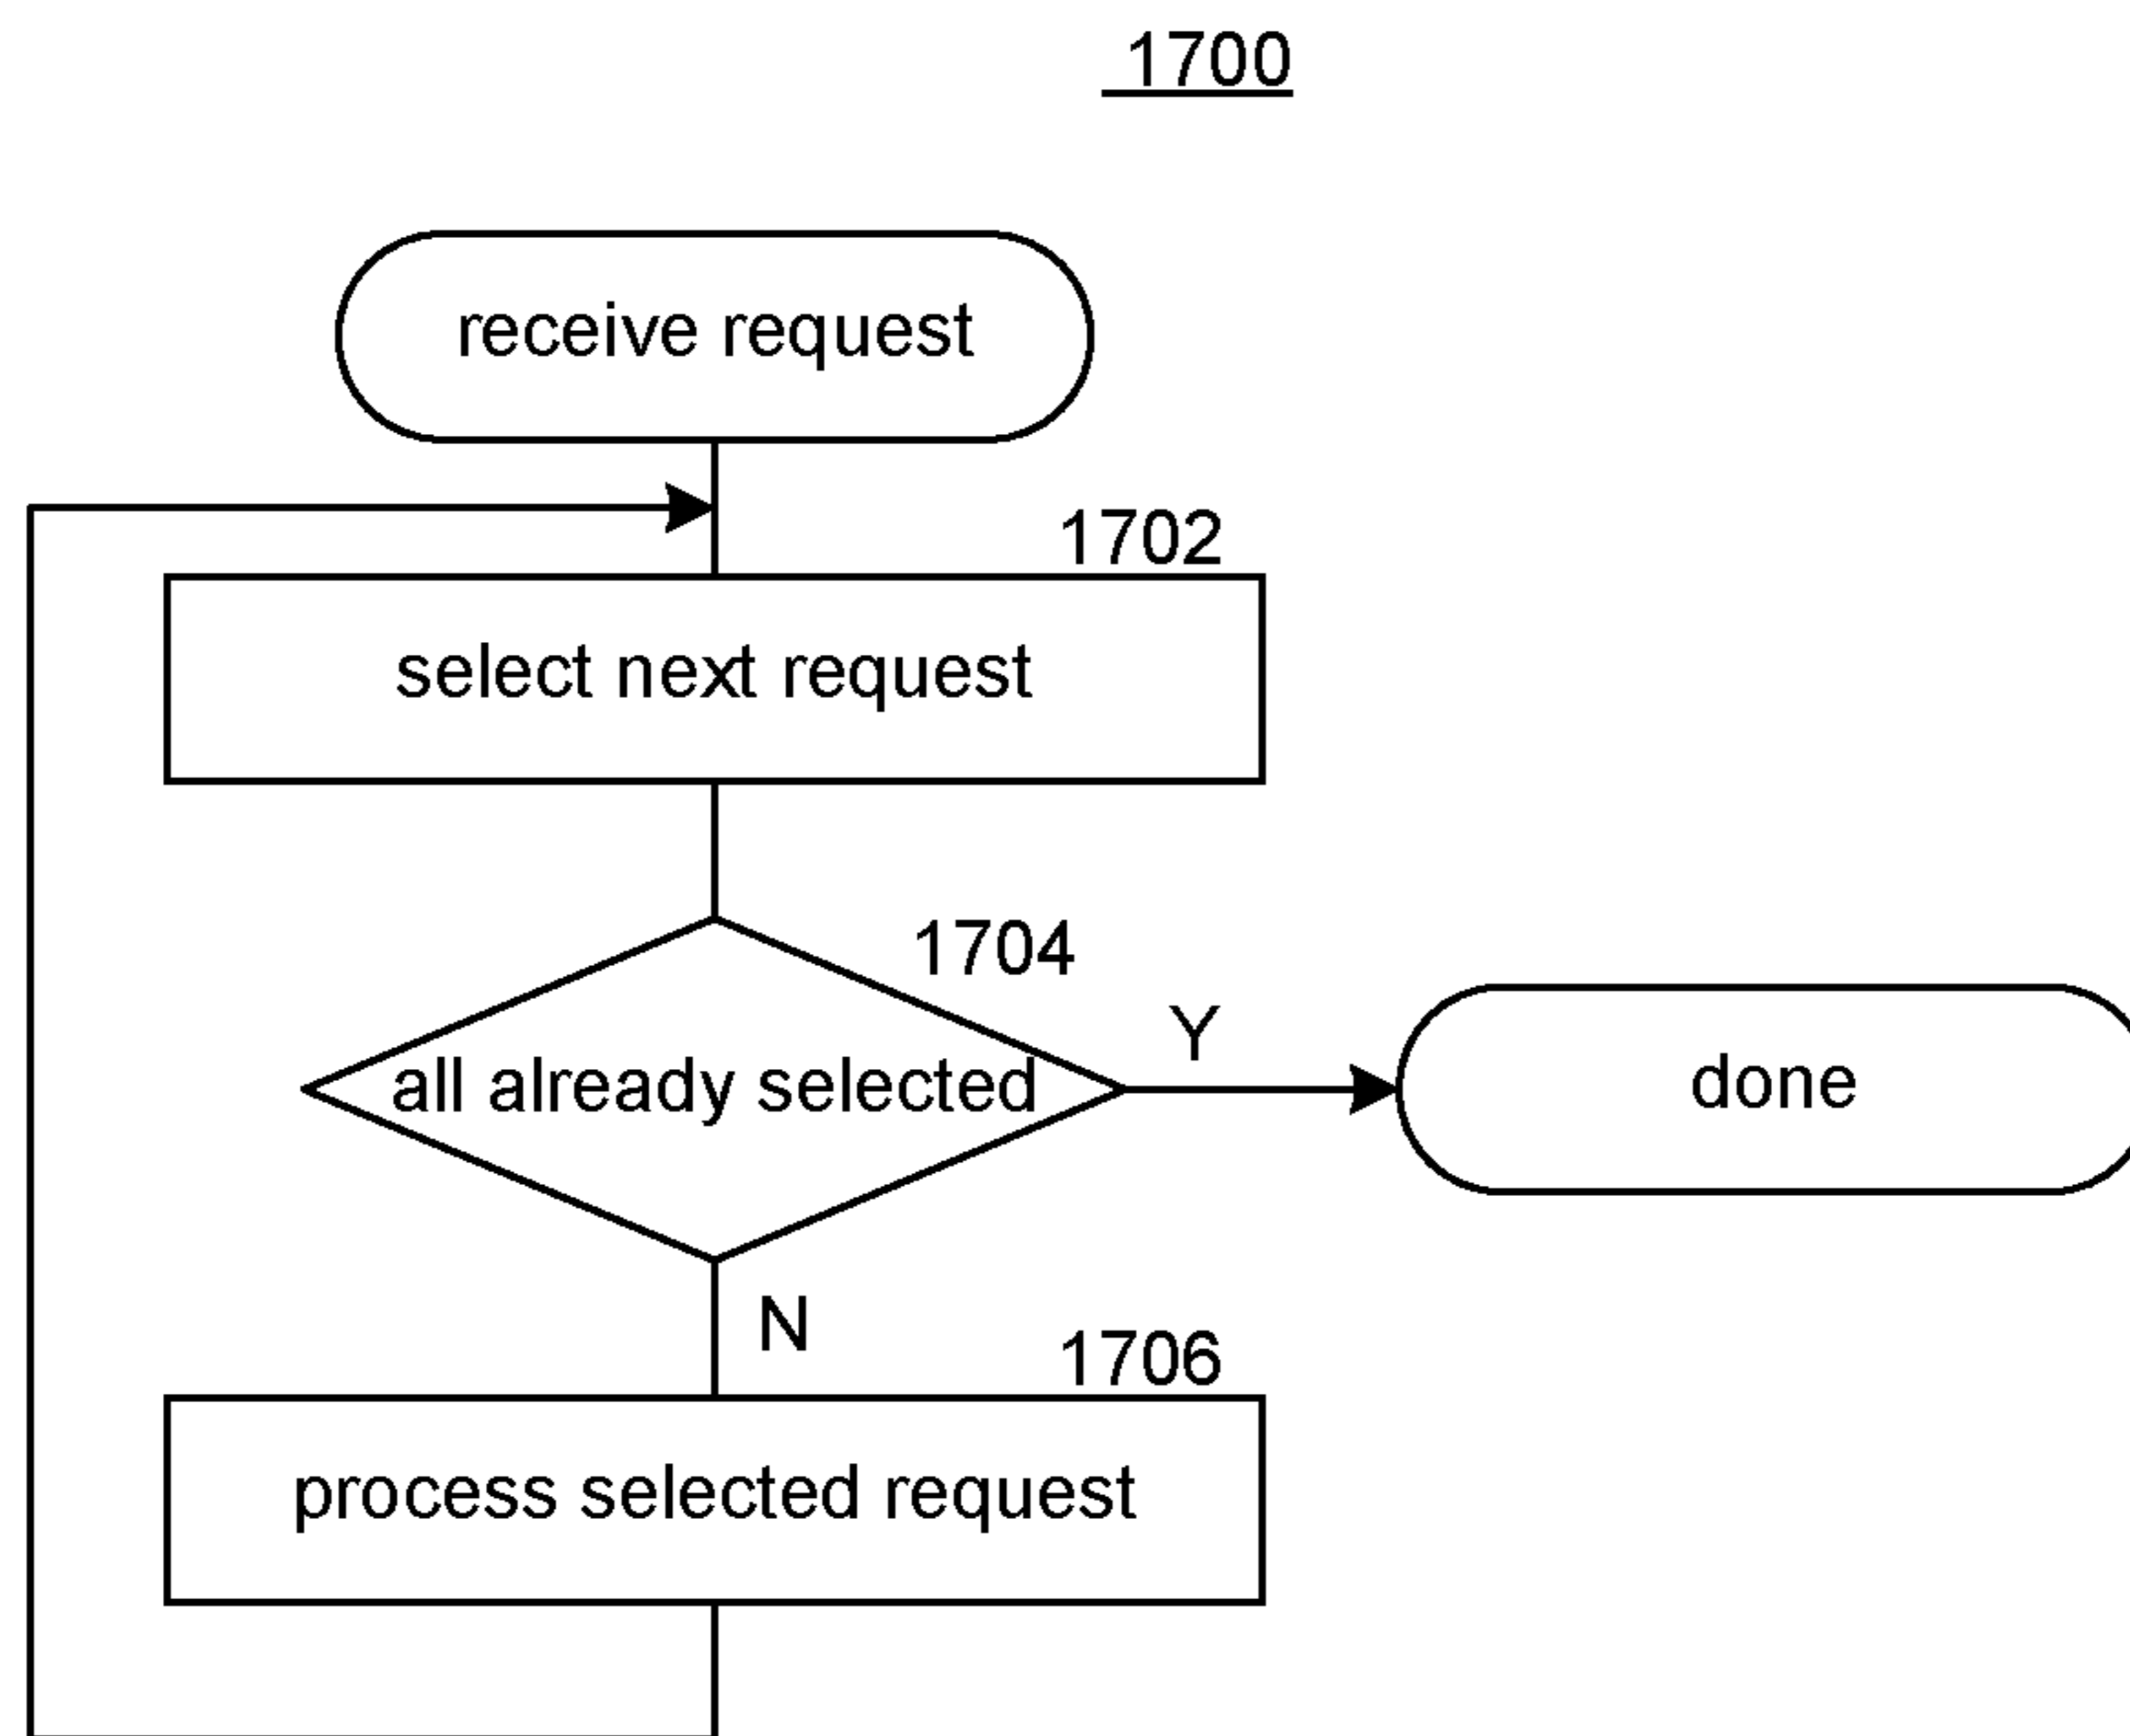 1700
receive request
1702
select next request
1704
all already selected
Y
done
N
1706
process selected request